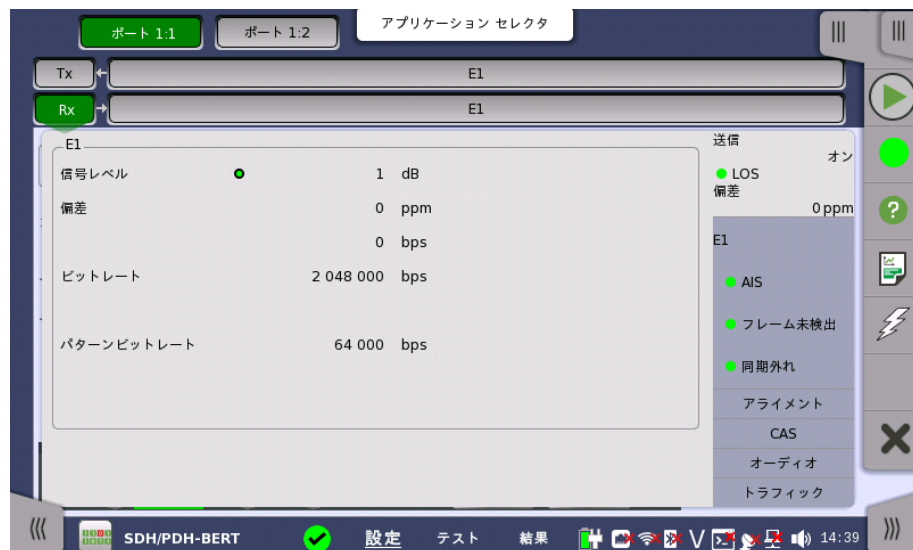 アプリケーション セレクタ
ポート 1:1
ポート 1:2
Tx
E1
Rx
E1
E1
信号レベル 1 dB
偏差 0 ppm
0 bps
ビットレート 2 048 000 bps
パターンビットレート 64 000 bps
送信
オン
LOS
偏差
0 ppm
E1
AIS
フレーム未検出
同期外れ
アライメント
CAS
オーディオ
トラフィック
SDH/PDH-BERT
設定
テスト
結果
14:39